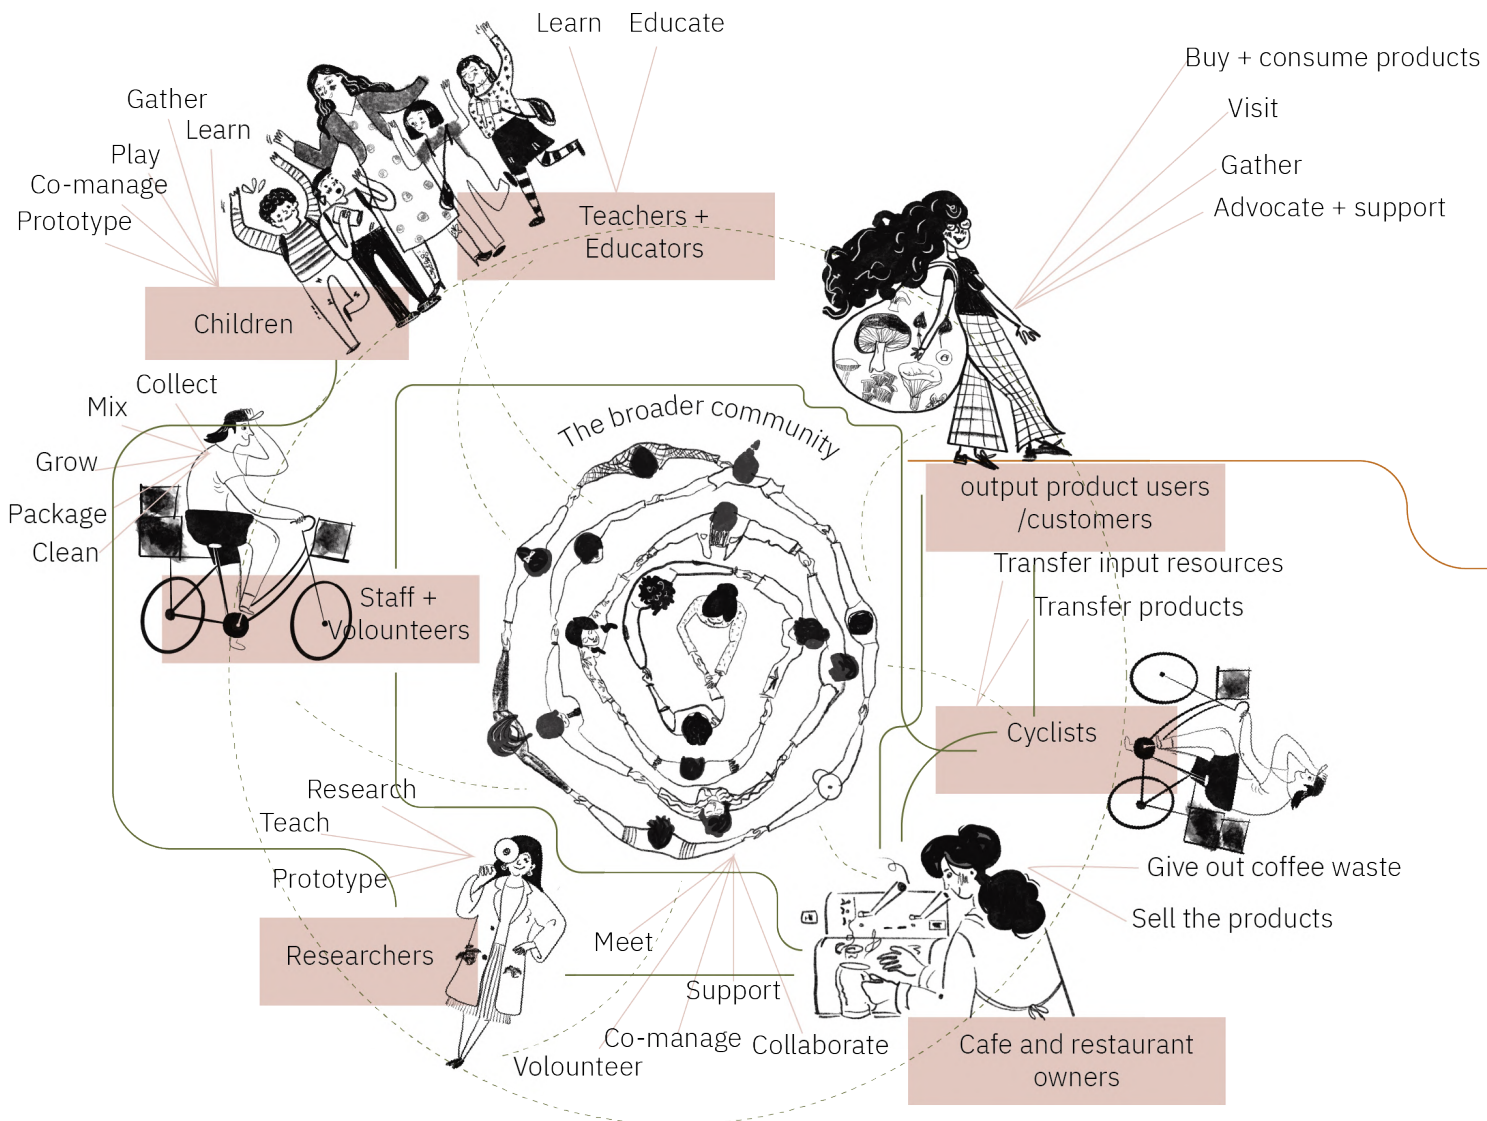 Learn
Educate
Buy + consume products
Visit
Gather
Advocate + support
Gather
Learn
Play
Co-manage
Prototype
Teachers +
Educators
Children
Collect
Mix
Grow
Package
Clean
Staff +
Volounteers
The broader community
output product users
/customers
Transfer input resources
Transfer products
Cyclists
Research
Teach
Prototype
Researchers
Give out coffee waste
Sell the products
Meet
Support
Co-manage
Collaborate
Volounteer
Cafe and restaurant
owners